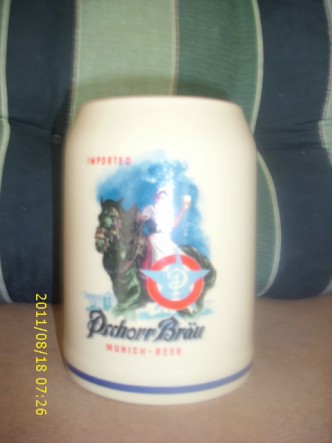 IMPORTED
P
Pschorr-Bräu
MUNICH-BEER
2011/08/18 07:26